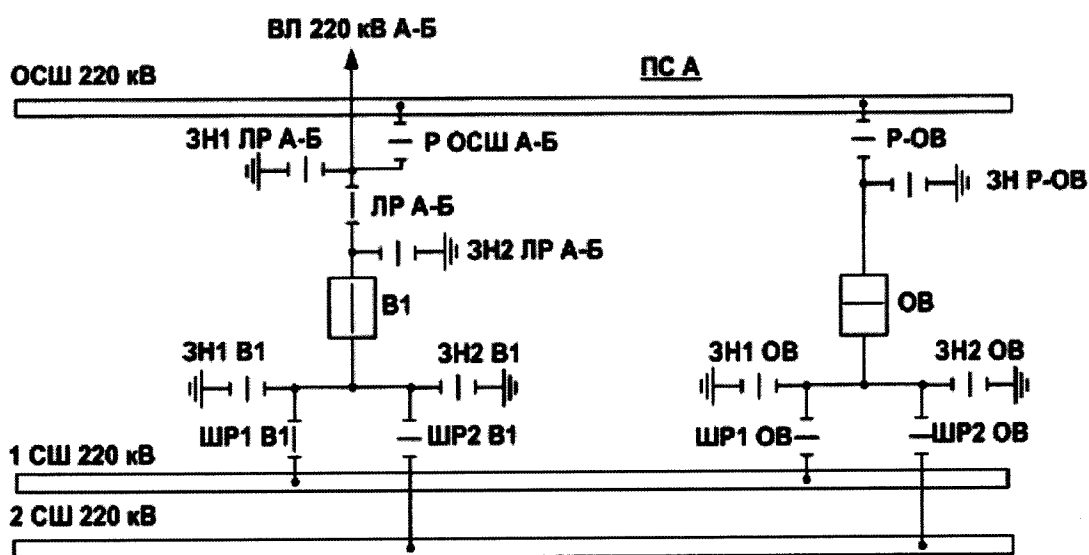 ВЛ 220 кВ А-Б
ОСШ 220 кВ
ПС А
ЗН1 ЛР А-Б
Р ОСШ А-Б
Р-ОВ
ЗН Р-ОВ
ЛР А-Б
ЗН2 ЛР А-Б
В1
ОВ
ЗН1 В1
ЗН2 В1
ЗН1 ОВ
ЗН2 ОВ
ШР1 В1
ШР2 В1
ШР1 ОВ
ШР2 ОВ
1 СШ 220 кВ
2 СШ 220 кВ